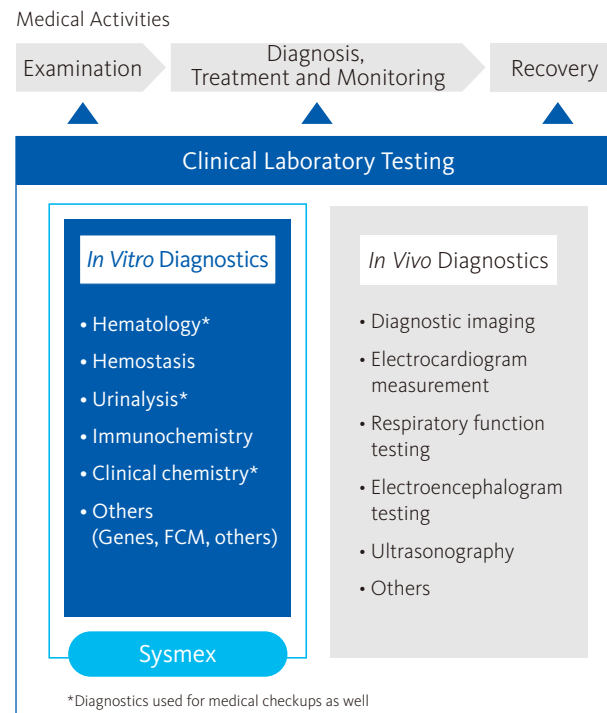 Medical Activities
Examination
Diagnosis,
Treatment and Monitoring
Recovery
Clinical Laboratory Testing
In Vitro Diagnostics
• Hematology*
• Hemostasis
• Urinalysis*
• Immunochemistry
• Clinical chemistry*
• Others
(Genes, FCM, others)
Sysmex
In Vivo Diagnostics
• Diagnostic imaging
• Electrocardiogram
measurement
• Respiratory function
testing
• Electroencephalogram
testing
• Ultrasonography
• Others
*Diagnostics used for medical checkups as well